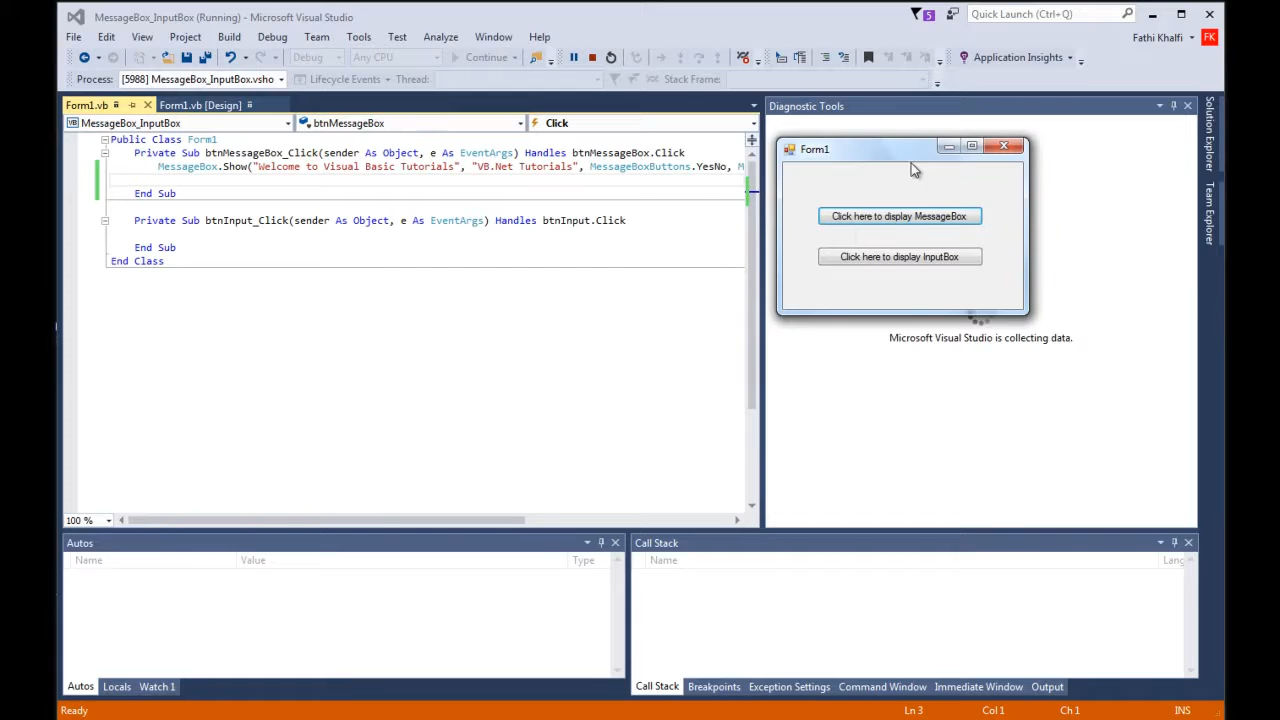 MessageBox_InputBox (Running) - Microsoft Visual Studio
5
Quick Launch (Ctrl+Q)
File Edit View Project Build Debug Team Tools Test Analyze Window Help
Fathi Khalfi FK
Debug Any CPU Continue Application Insights
Process: [5988] MessageBox_InputBox.vsho Lifecycle Events Thread: Stack Frame:
Form1.vb Form1.vb [Design]
Diagnostic Tools
MessageBox_InputBox btnMessageBox Click
Public Class Form1
Private Sub btnMessageBox_Click(sender As Object, e As EventArgs) Handles btnMessageBox.Click
MessageBox.Show("Welcome to Visual Basic Tutorials", "VB.Net Tutorials", MessageBoxButtons.YesNo, M
End Sub
Private Sub btnInput_Click(sender As Object, e As EventArgs) Handles btnInput.Click
End Sub
End Class
Form1
Click here to display MessageBox
Click here to display InputBox
Microsoft Visual Studio is collecting data.
Solution Explorer
Team Explorer
100 %
Autos
Name Value Type
Call Stack
Name Lang
Autos Locals Watch 1
Call Stack Breakpoints Exception Settings Command Window Immediate Window Output
Ready Ln 3 Col 1 Ch 1 INS